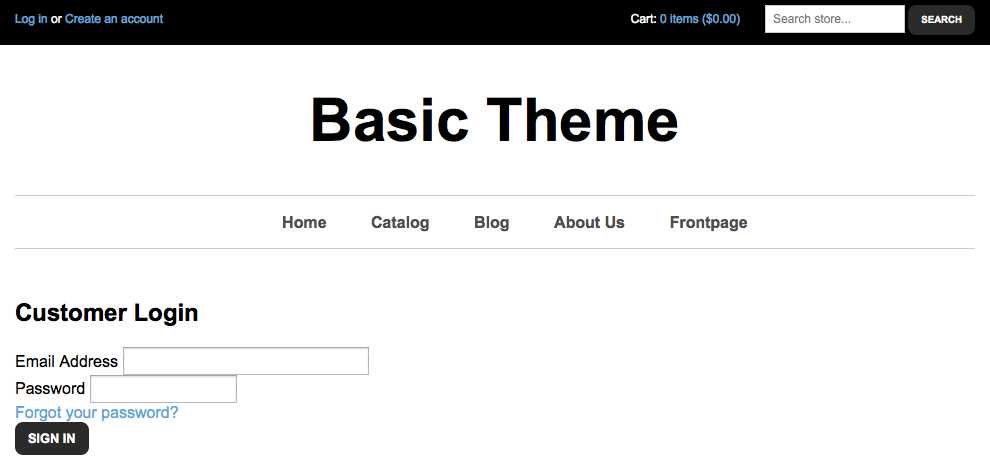 Log in or Create an account Cart: 0 items ($0.00) Search store... SEARCH
Basic Theme
Home Catalog Blog About Us Frontpage
Customer Login
Email Address
Password
Forgot your password?
SIGN IN